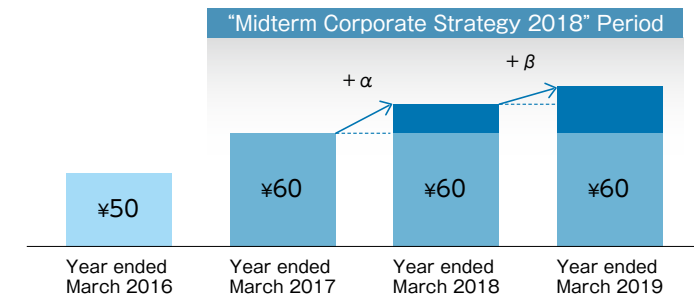 “Midterm Corporate Strategy 2018” Period
+α
+β
¥50
¥60
¥60
¥60
Year ended
March 2016
Year ended
March 2017
Year ended
March 2018
Year ended
March 2019